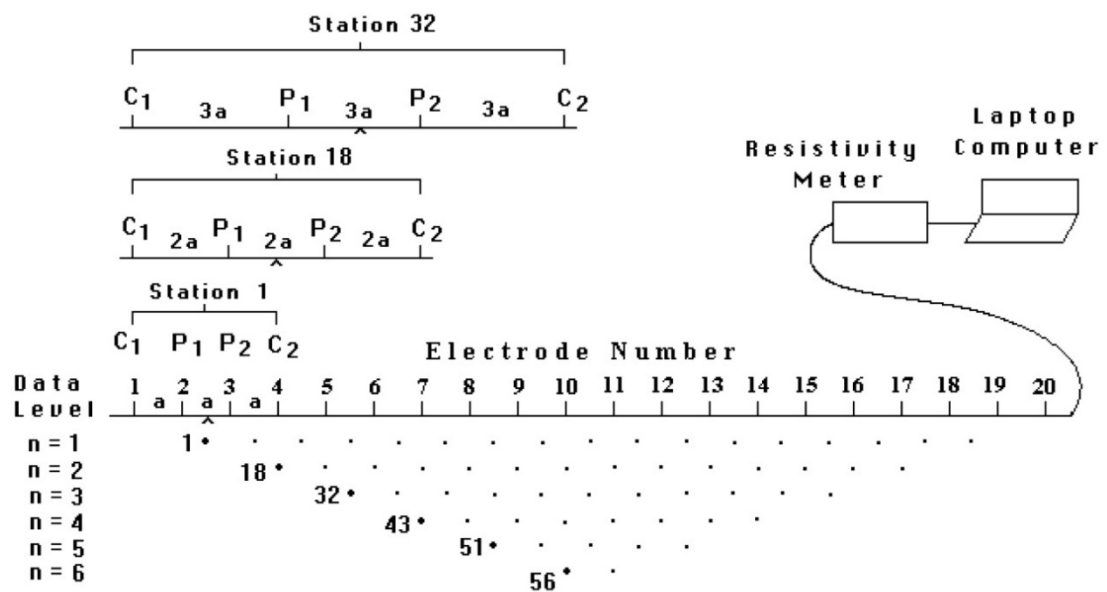 Station 32
C1 3a P1 3a P2 3a C2
Station 18
C1 2a P1 2a P2 2a C2
Station 1
C1 P1 P2 C2
Resistivity Meter
Laptop Computer
Electrode Number
Data Level
1 2 3 4 5 6 7 8 9 10 11 12 13 14 15 16 17 18 19 20
a a a
n = 1 1
n = 2 18
n = 3 32
n = 4 43
n = 5 51
n = 6 56